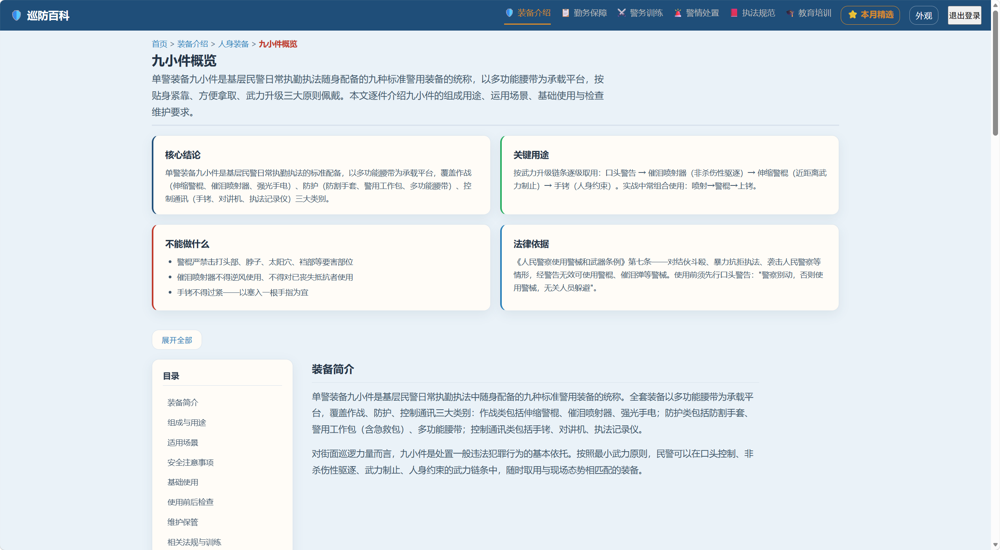 巡防百科
装备介绍 勤务保障 警务训练 警情处置 执法规范 教育培训 本月精选 外观 退出登录
首页 > 装备介绍 > 人身装备 > 九小件概览
九小件概览
单警装备九小件是基层民警日常执勤执法随身配备的九种标准警用装备的统称，以多功能腰带为承载平台，按
贴身紧靠、方便拿取、武力升级三大原则佩戴。本文逐件介绍九小件的组成用途、运用场景、基础使用与检查
维护要求。
核心结论
单警装备九小件是基层民警日常执勤执法的标准配备，以多功能腰带为承载平台，覆盖作战
（伸缩警棍、催泪喷射器、强光手电）、防护（防割手套、警用工作包、多功能腰带）、控
制通讯（手铐、对讲机、执法记录仪）三大类别。
关键用途
按武力升级链条逐级取用：口头警告 → 催泪喷射器（非杀伤性驱逐）→ 伸缩警棍（近距离武
力制止）→ 手铐（人身约束）。实战中常组合使用：喷射→警棍→上铐。
不能做什么
• 警棍严禁击打头部、脖子、太阳穴、裆部等要害部位
• 催泪喷射器不得逆风使用、不得对已丧失抵抗者使用
• 手铐不得过紧——以塞入一根手指为宜
法律依据
《人民警察使用警械和武器条例》第七条——对结伙斗殴、暴力抗拒执法、袭击人民警察等
情形，经警告无效可使用警棍、催泪弹等警械。使用前须先行口头警告："警察别动，否则使
用警械，无关人员躲避"。
展开全部
目录
装备简介
组成与用途
适用场景
安全注意事项
基础使用
使用前后检查
维护保管
相关法规与训练
装备简介
单警装备九小件是基层民警日常执勤执法中随身配备的九种标准警用装备的统称。全套装备以多功能腰带为承载平
台，覆盖作战、防护、控制通讯三大类别：作战类包括伸缩警棍、催泪喷射器、强光手电；防护类包括防割手套、
警用工作包（含急救包）、多功能腰带；控制通讯类包括手铐、对讲机、执法记录仪。
对街面巡逻力量而言，九小件是处置一般违法犯罪行为的基本依托。按照最小武力原则，民警可以在口头控制、非
杀伤性驱逐、武力制止、人身约束的武力链条中，随时取用与现场态势相匹配的装备。